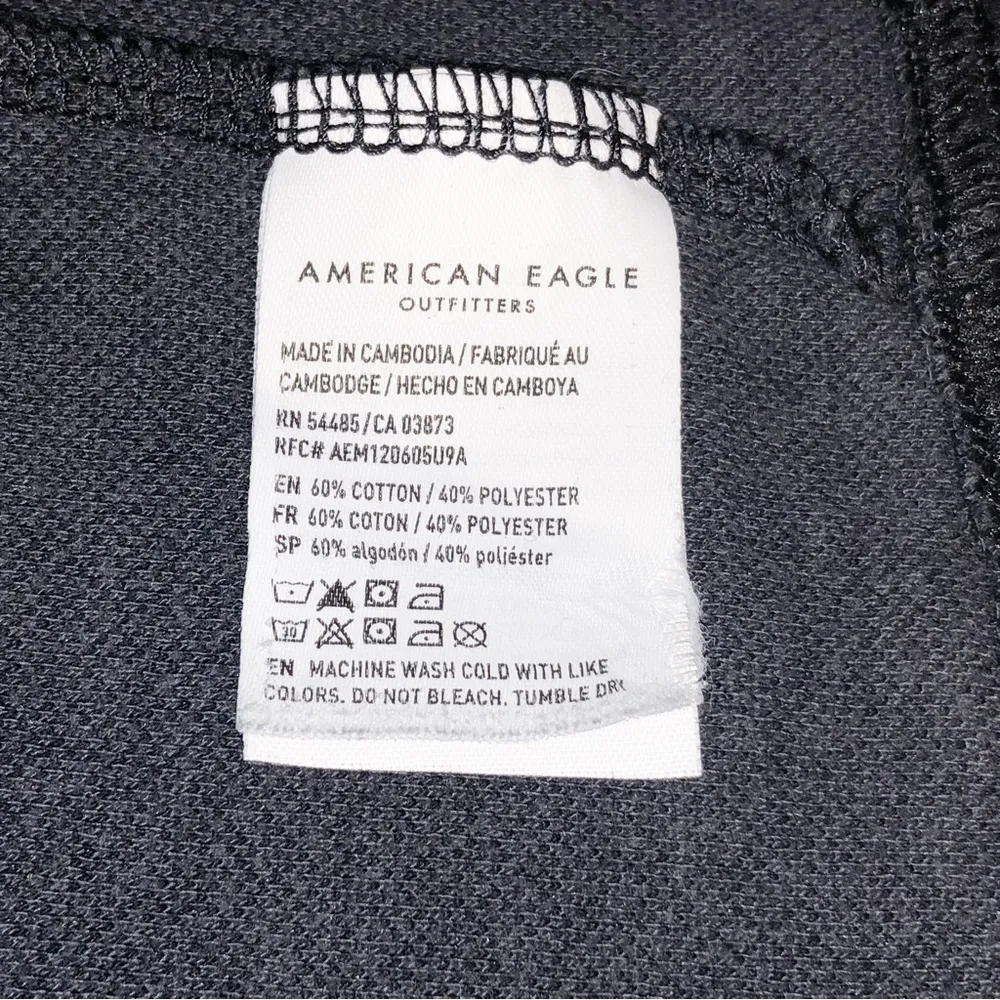 AMERICAN EAGLE
OUTFITTERS
MADE IN CAMBODIA / FABRIQUÉ AU
CAMBODGE / HECHO EN CAMBOYA
RN 54485 / CA 03873
RFC# AEM120605U9A
EN 60% COTTON / 40% POLYESTER
FR 60% COTON / 40% POLYESTER
SP 60% algodón / 40% poliéster
30
EN MACHINE WASH COLD WITH LIKE
COLORS. DO NOT BLEACH. TUMBLE DRY